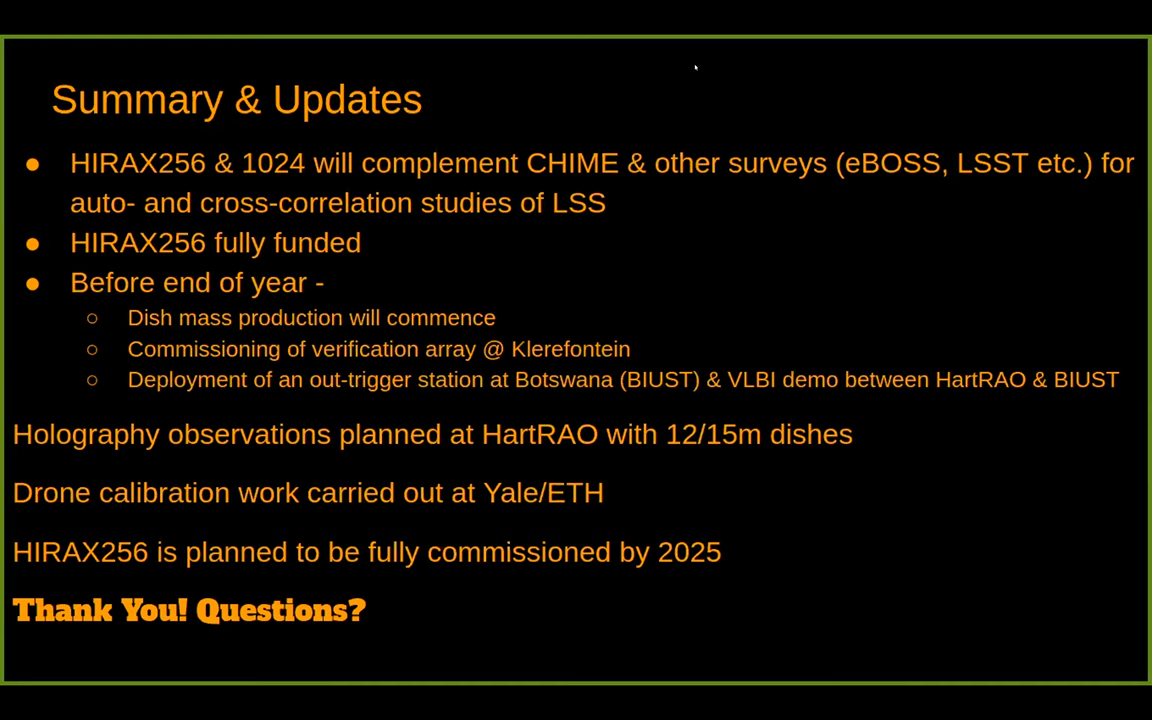 Summary & Updates
● HIRAX256 & 1024 will complement CHIME & other surveys (eBOSS, LSST etc.) for
auto- and cross-correlation studies of LSS
● HIRAX256 fully funded
● Before end of year -
○ Dish mass production will commence
○ Commissioning of verification array @ Klerefontein
○ Deployment of an out-trigger station at Botswana (BIUST) & VLBI demo between HartRAO & BIUST
Holography observations planned at HartRAO with 12/15m dishes
Drone calibration work carried out at Yale/ETH
HIRAX256 is planned to be fully commissioned by 2025
Thank You! Questions?